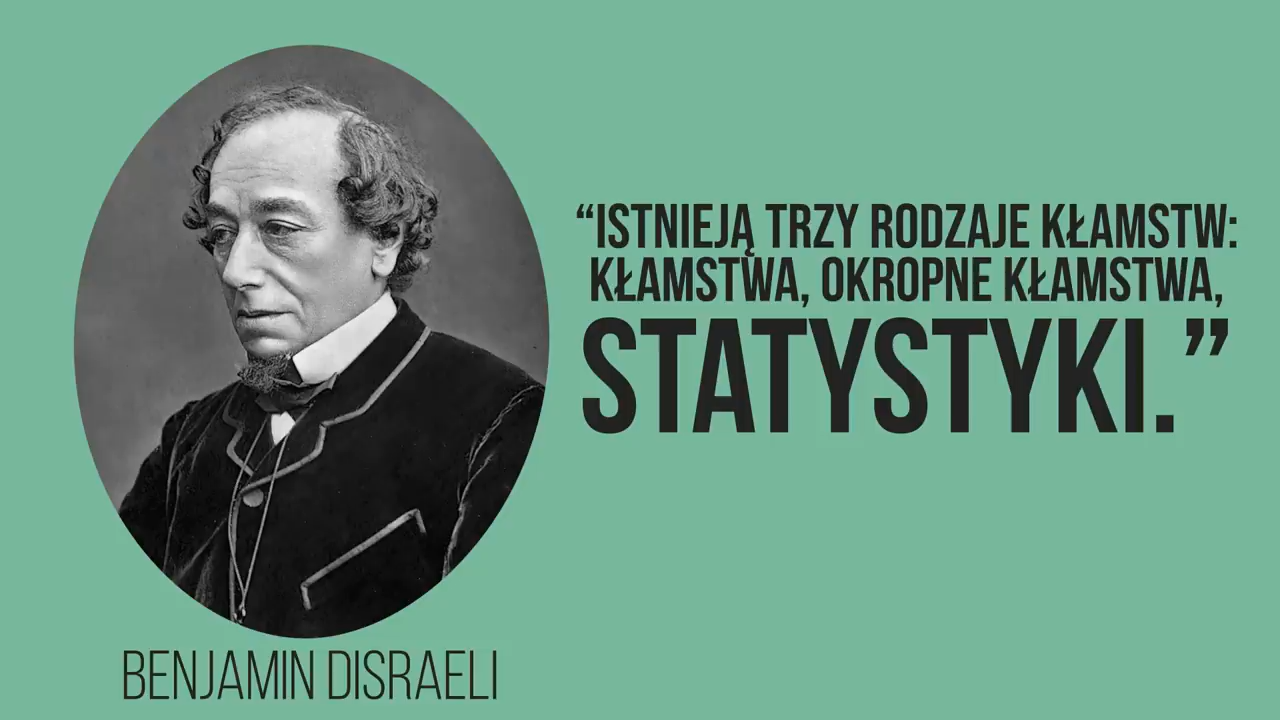 “ISTNIEJĄ TRZY RODZAJE KŁAMSTW:
KŁAMSTWA, OKROPNE KŁAMSTWA,
STATYSTYKI.”
BENJAMIN DISRAELI